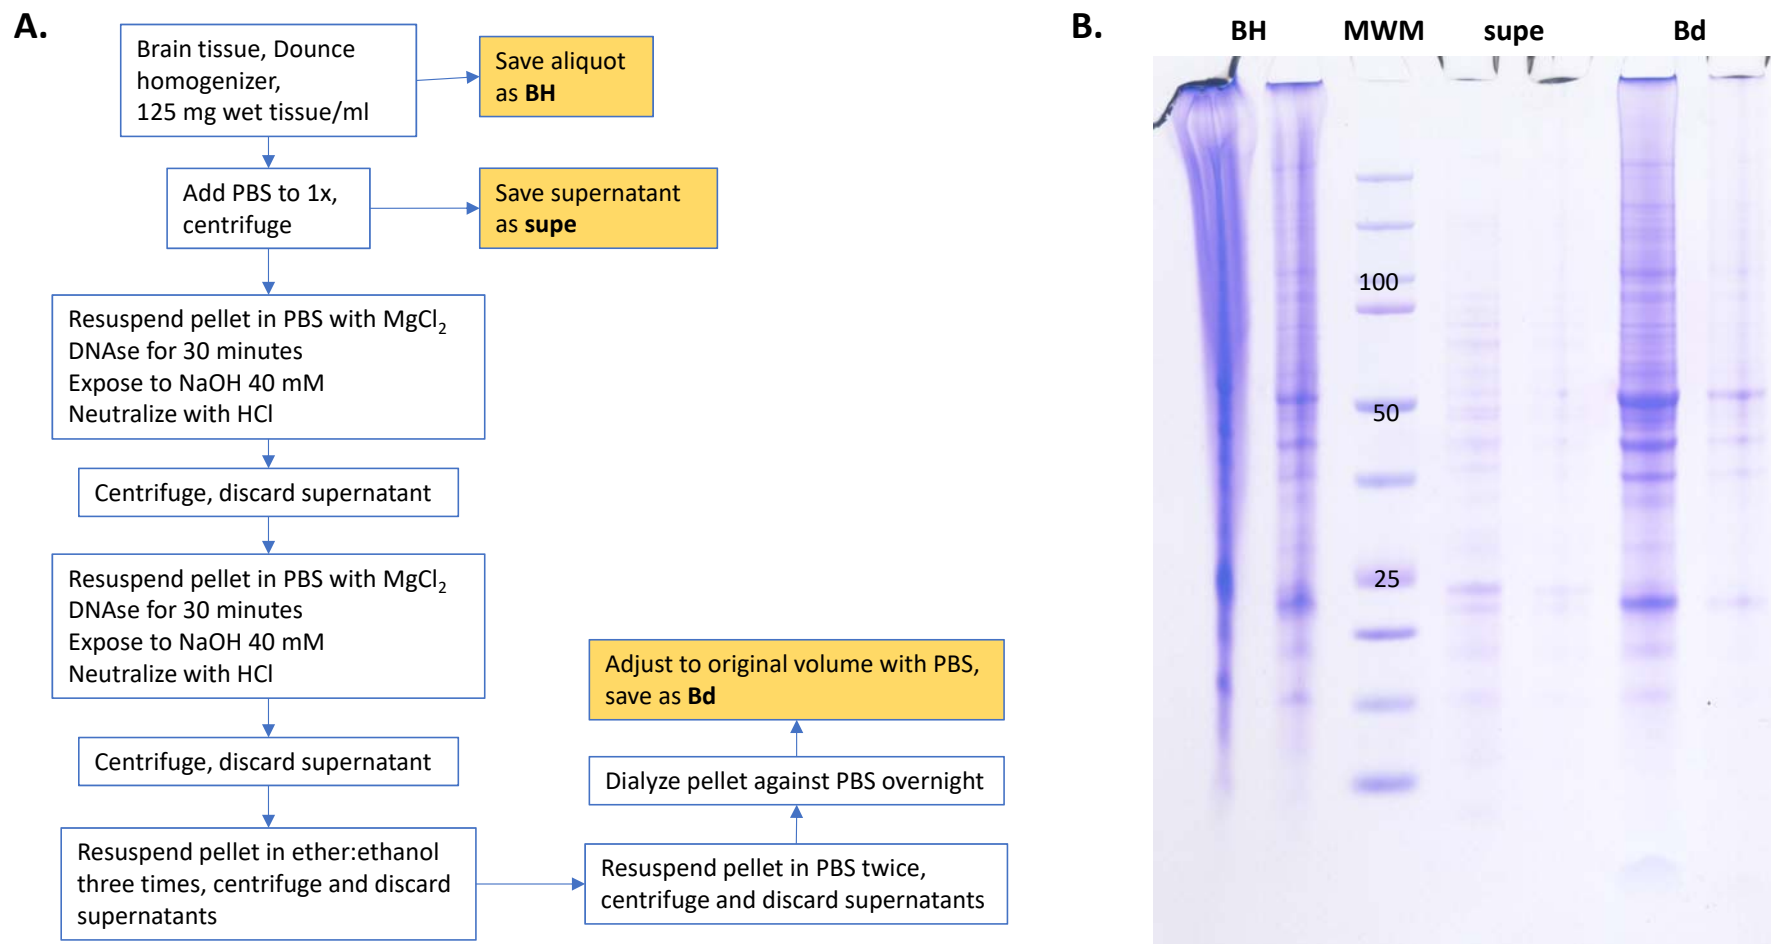 A.
Brain tissue, Dounce
homogenizer,
125 mg wet tissue/ml
Save aliquot
as BH
Add PBS to 1x,
centrifuge
Save supernatant
as supe
Resuspend pellet in PBS with MgCl₂
DNAse for 30 minutes
Expose to NaOH 40 mM
Neutralize with HCl
Centrifuge, discard supernatant
Resuspend pellet in PBS with MgCl₂
DNAse for 30 minutes
Expose to NaOH 40 mM
Neutralize with HCl
Centrifuge, discard supernatant
Resuspend pellet in ether:ethanol
three times, centrifuge and discard
supernatants
Resuspend pellet in PBS twice,
centrifuge and discard supernatants
Dialyze pellet against PBS overnight
Adjust to original volume with PBS,
save as Bd
B.
BH MWM supe Bd
100
50
25